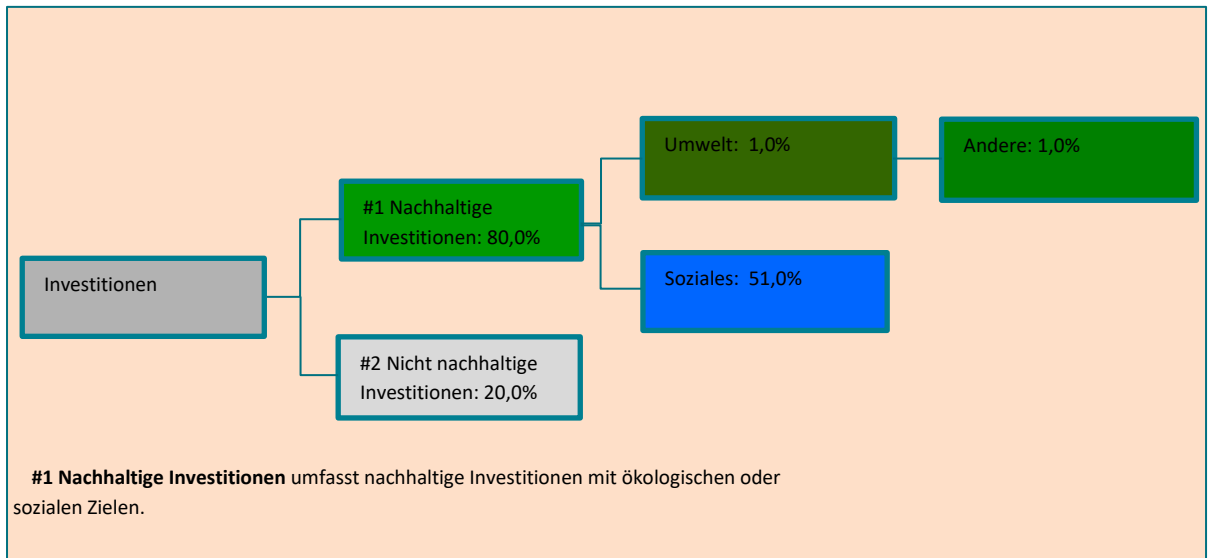 Umwelt: 1,0%
Andere: 1,0%
#1 Nachhaltige
Investitionen: 80,0%
Investitionen
Soziales: 51,0%
#2 Nicht nachhaltige
Investitionen: 20,0%
#1 Nachhaltige Investitionen umfasst nachhaltige Investitionen mit ökologischen oder
sozialen Zielen.